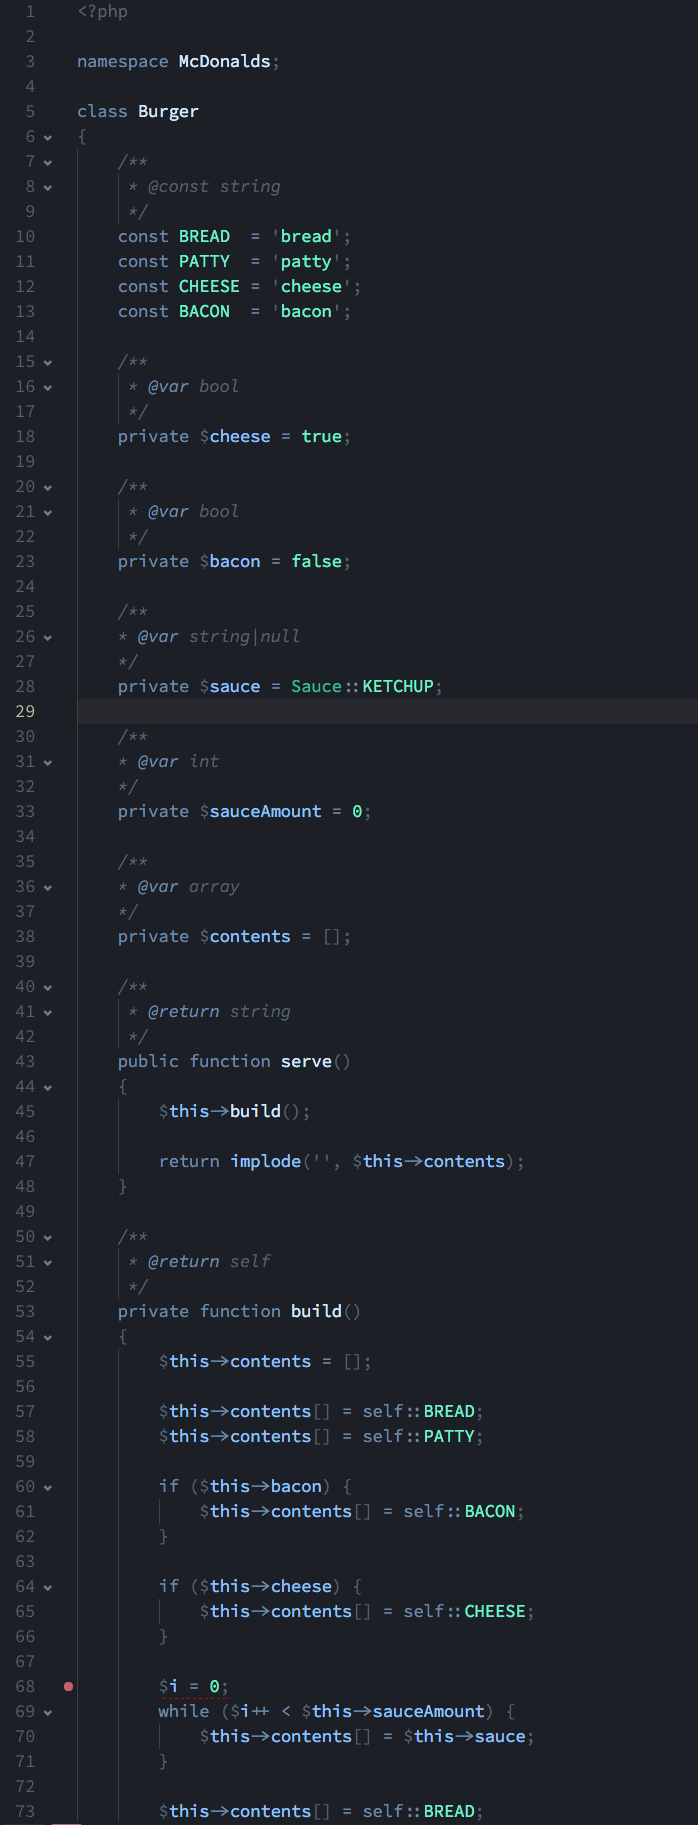 1 <?php
2
3 namespace McDonalds;
4
5 class Burger
6 {
7     /**
8      * @const string
9      */
10     const BREAD  = 'bread';
11     const PATTY  = 'patty';
12     const CHEESE = 'cheese';
13     const BACON  = 'bacon';
14
15     /**
16      * @var bool
17      */
18     private $cheese = true;
19
20     /**
21      * @var bool
22      */
23     private $bacon = false;
24
25     /**
26     * @var string|null
27     */
28     private $sauce = Sauce::KETCHUP;
29
30     /**
31     * @var int
32     */
33     private $sauceAmount = 0;
34
35     /**
36     * @var array
37     */
38     private $contents = [];
39
40     /**
41      * @return string
42      */
43     public function serve()
44     {
45         $this->build();
46
47         return implode('', $this->contents);
48     }
49
50     /**
51      * @return self
52      */
53     private function build()
54     {
55         $this->contents = [];
56
57         $this->contents[] = self::BREAD;
58         $this->contents[] = self::PATTY;
59
60         if ($this->bacon) {
61             $this->contents[] = self::BACON;
62         }
63
64         if ($this->cheese) {
65             $this->contents[] = self::CHEESE;
66         }
67
68         $i = 0;
69         while ($i++ < $this->sauceAmount) {
70             $this->contents[] = $this->sauce;
71         }
72
73         $this->contents[] = self::BREAD;